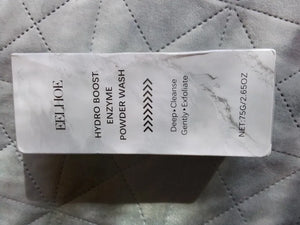 EELHOE
HYDRO BOOST
ENZYME
POWDER WASH
>>>>>>>>>
Deep•Cleanse
Gently•Exfoliate
NET:75G/2.65OZ